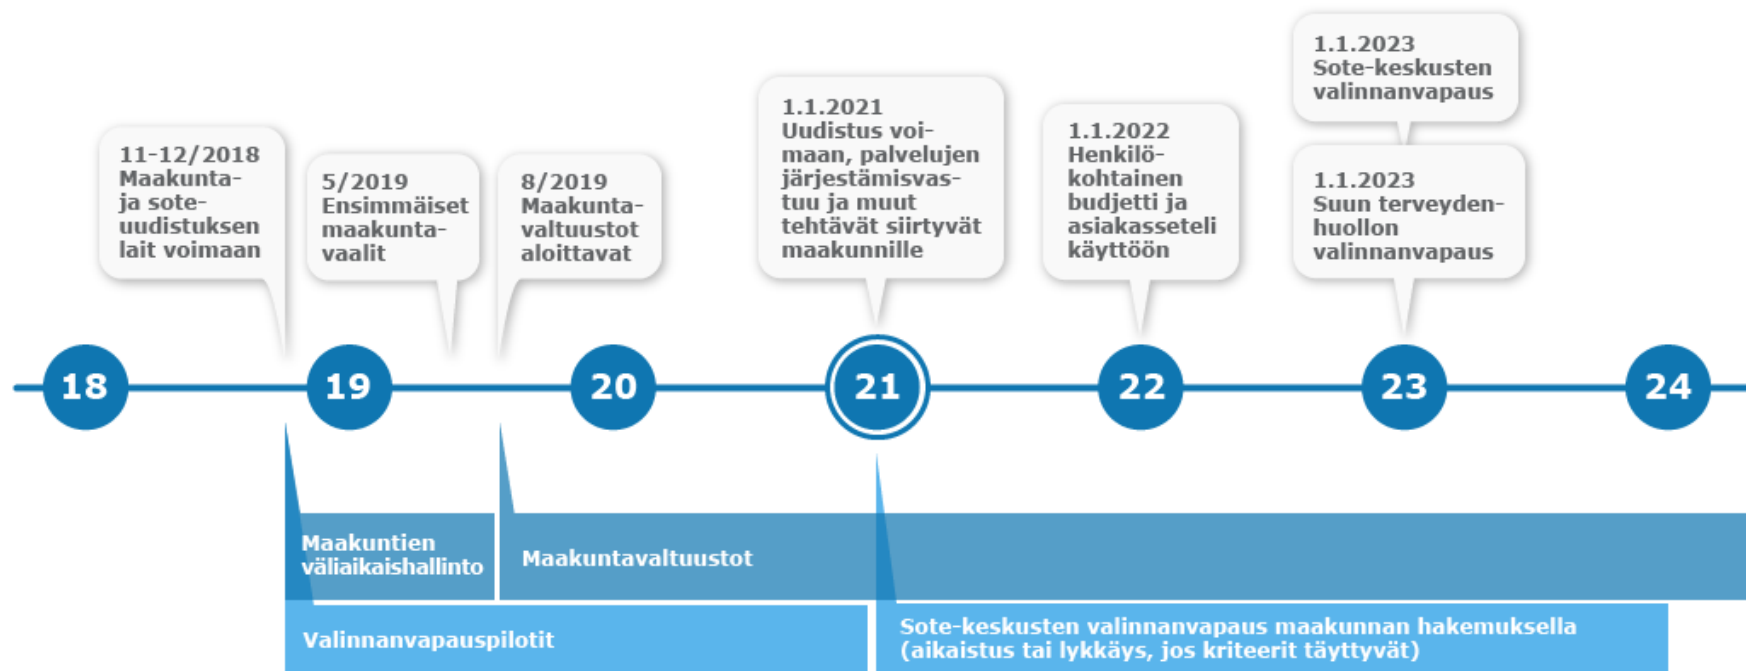 11-12/2018
Maakunta-
ja sote-
uudistuksen
lait voimaan
5/2019
Ensimmäiset
maakunta-
vaalit
8/2019
Maakunta-
valtuustot
aloittavat
1.1.2021
Uudistus voi-
maan, palvelujen
järjestämisvas-
tuu ja muut
tehtävät siirtyvät
maakunnille
1.1.2022
Henkilö-
kohtainen
budjetti ja
asiakasseteli
käyttöön
1.1.2023
Sote-keskusten
valinnanvapaus
1.1.2023
Suun terveyden-
huollon
valinnanvapaus
18
19
20
21
22
23
24
Maakuntien
väliaikaishallinto
Maakuntavaltuustot
Valinnanvapauspilotit
Sote-keskusten valinnanvapaus maakunnan hakemuksella
(aikaistus tai lykkäys, jos kriteerit täyttyvät)